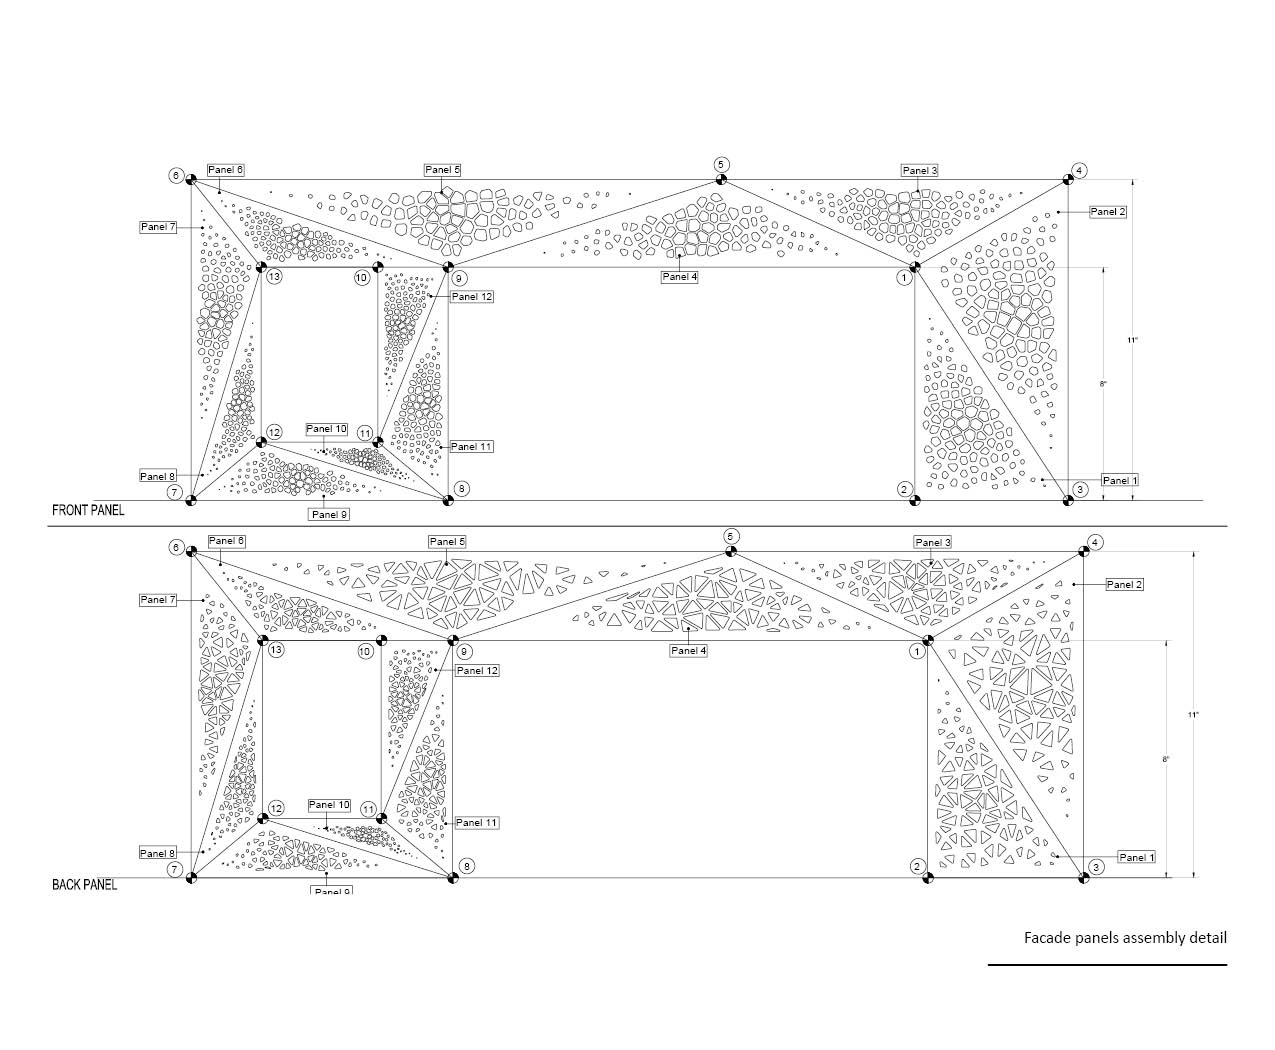 5
6 Panel 6 Panel 5 Panel 3 4
Panel 2
Panel 7
13 10 9 Panel 4 1
Panel 12
11"
8"
12 Panel 10 11
Panel 11
Panel 8 Panel 1
7 8 2 3
FRONT PANEL Panel 9
5
6 Panel 6 Panel 5 Panel 3 4
Panel 2
Panel 7
13 10 9 Panel 4 1
Panel 12
11"
8"
12 Panel 10 11
Panel 11
Panel 8 Panel 1
7 8 2 3
BACK PANEL Panel 9
Facade panels assembly detail